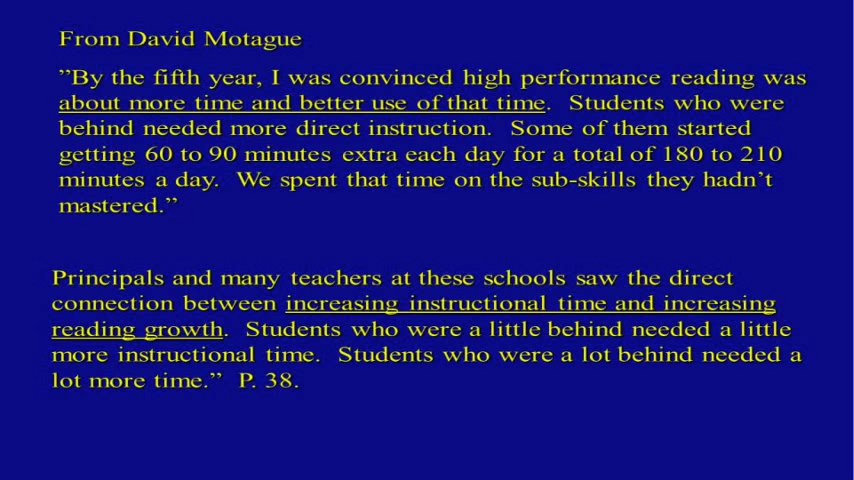 From David Motague
”By the fifth year, I was convinced high performance reading was
about more time and better use of that time.  Students who were
behind needed more direct instruction.  Some of them started
getting 60 to 90 minutes extra each day for a total of 180 to 210
minutes a day.  We spent that time on the sub-skills they hadn’t
mastered.”
Principals and many teachers at these schools saw the direct
connection between increasing instructional time and increasing
reading growth.  Students who were a little behind needed a little
more instructional time.  Students who were a lot behind needed a
lot more time.”  P. 38.